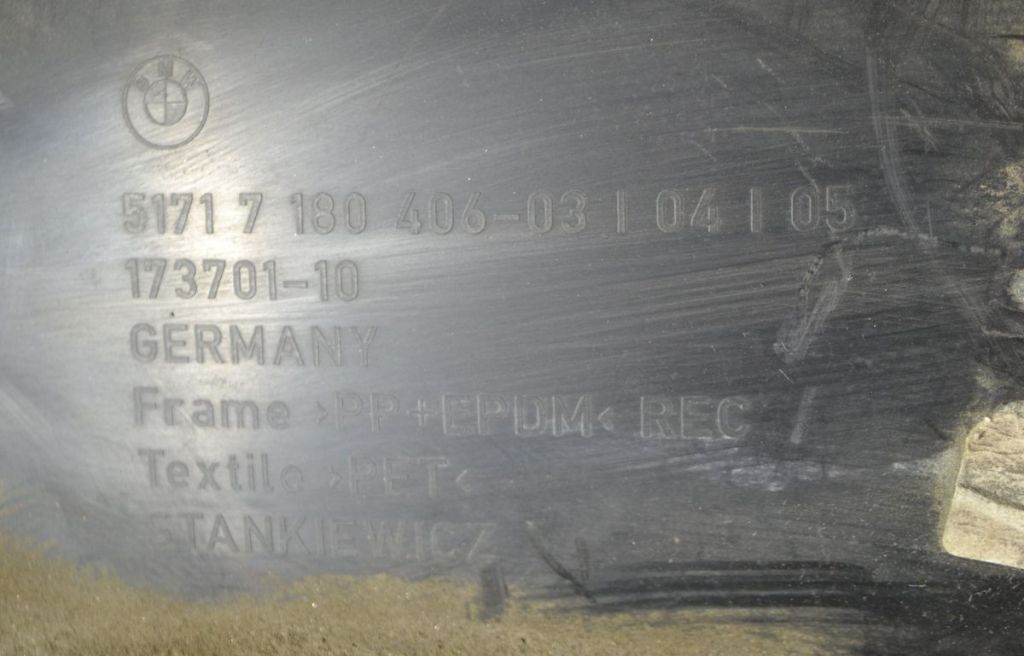 BMW
5171 7 180 406-03 | 04 | 05
173701-10
GERMANY
Frame >PP+EPDM< REC
Textile >PET<
STANKIEWICZ